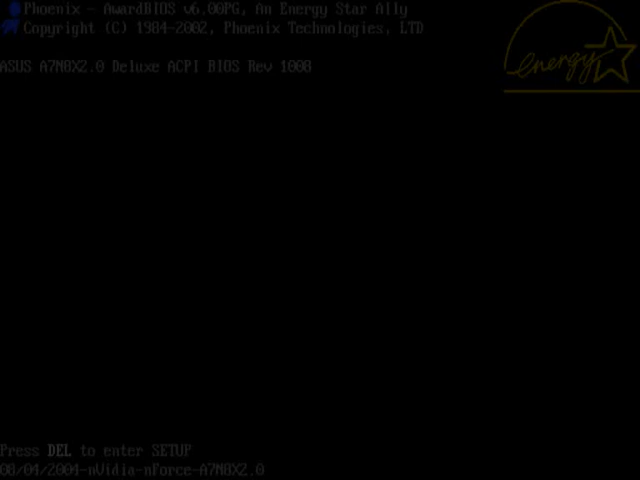 Phoenix - AwardBIOS v6.00PG, An Energy Star Ally
Copyright (C) 1984-2002, Phoenix Technologies, LTD
energy
ASUS A7N8X2.0 Deluxe ACPI BIOS Rev 1008
Press DEL to enter SETUP
08/04/2004-nVidia-nForce-A7N8X2.0